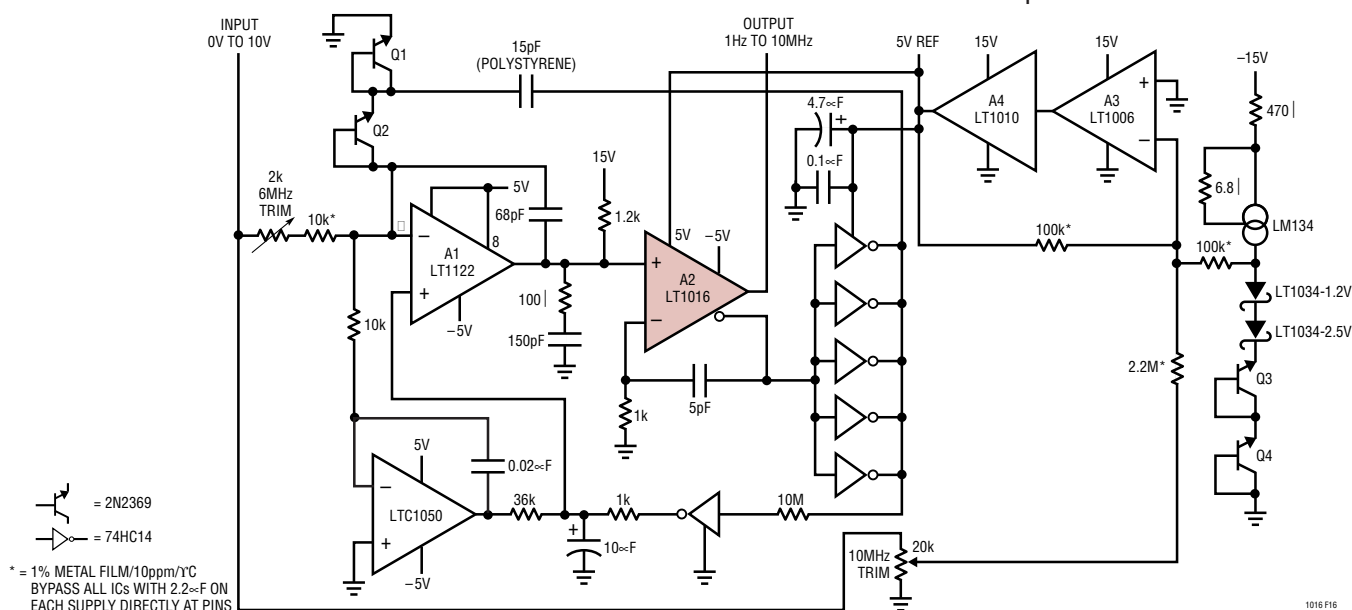 INPUT
0V TO 10V
OUTPUT
1Hz TO 10MHz
5V REF
15V
15V
–15V
Q1
15pF
(POLYSTYRENE)
4.7∝F
+
A4
LT1010
A3
LT1006
+
–
470|
Q2
0.1∝F
6.8|
LM134
2k
6MHz
TRIM
10k*
5V
8
68pF
15V
1.2k
–
A1
LT1122
+
–5V
5V
–5V
+
A2
LT1016
–
100k*
100k*
LT1034-1.2V
LT1034-2.5V
10k
100|
150pF
5pF
1k
2.2M*
Q3
Q4
5V
0.02∝F
–
LTC1050
+
–5V
36k
1k
10M
+
10∝F
10MHz
TRIM
20k
= 2N2369
= 74HC14
* = 1% METAL FILM/10ppm/ϒC
BYPASS ALL ICs WITH 2.2∝F ON
EACH SUPPLY DIRECTLY AT PINS
1016 F16